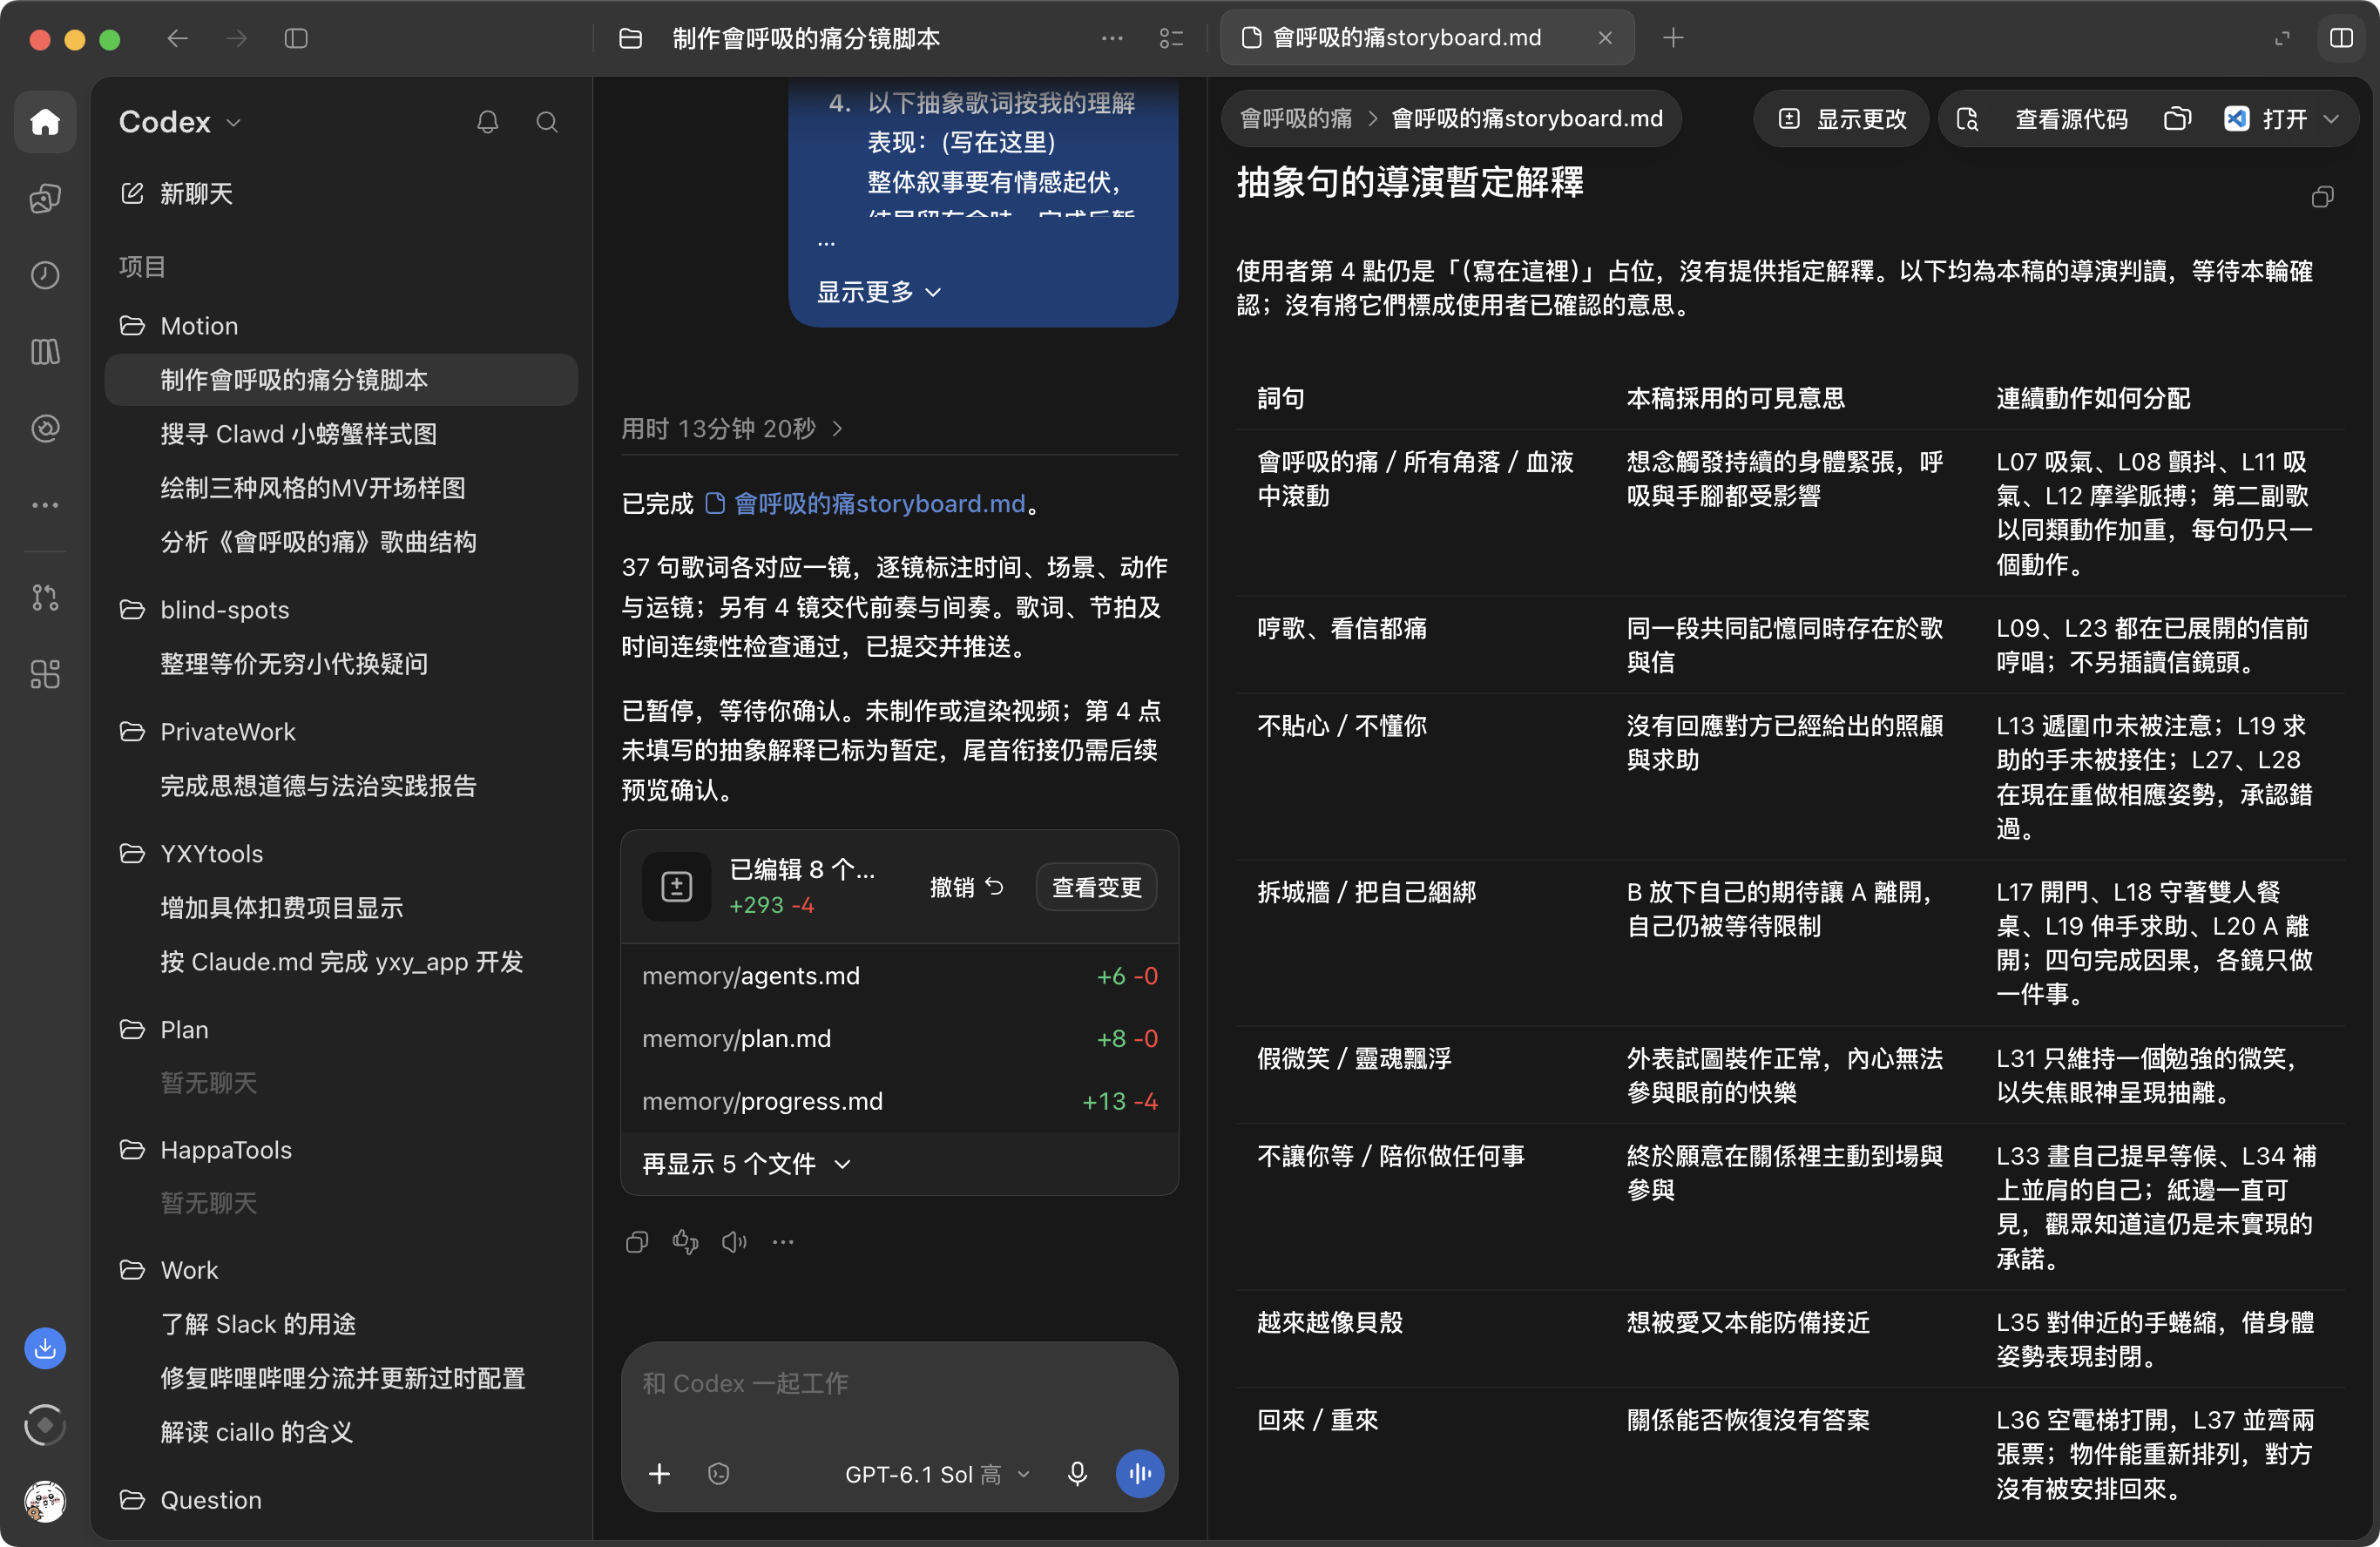 制作會呼吸的痛分镜脚本
會呼吸的痛storyboard.md
Codex
新聊天
项目
Motion
制作會呼吸的痛分镜脚本
搜寻 Clawd 小螃蟹样式图
绘制三种风格的MV开场样图
分析《會呼吸的痛》歌曲结构
blind-spots
整理等价无穷小代换疑问
PrivateWork
完成思想道德与法治实践报告
YXYtools
增加具体扣费项目显示
按 Claude.md 完成 yxy_app 开发
Plan
暂无聊天
HappaTools
暂无聊天
Work
了解 Slack 的用途
修复哔哩哔哩分流并更新过时配置
解读 ciallo 的含义
Question
4. 以下抽象歌词按我的理解
表现：(写在这里)
整体叙事要有情感起伏，
...
显示更多
用时 13分钟 20秒
已完成 會呼吸的痛storyboard.md。
37 句歌词各对应一镜，逐镜标注时间、场景、动作
与运镜；另有 4 镜交代前奏与间奏。歌词、节拍及
时间连续性检查通过，已提交并推送。
已暂停，等待你确认。未制作或渲染视频；第 4 点
未填写的抽象解释已标为暂定，尾音衔接仍需后续
预览确认。
已编辑 8 个...
+293 -4
撤销
查看变更
memory/agents.md +6 -0
memory/plan.md +8 -0
memory/progress.md +13 -4
再显示 5 个文件
和 Codex 一起工作
GPT-6.1 Sol 高
會呼吸的痛 > 會呼吸的痛storyboard.md
显示更改
查看源代码
打开
抽象句的導演暫定解釋
使用者第 4 點仍是「（寫在這裡）」占位，沒有提供指定解釋。以下均為本稿的導演判讀，等待本輪確
認；沒有將它們標成使用者已確認的意思。
詞句 本稿採用的可見意思 連續動作如何分配
會呼吸的痛 / 所有角落 / 血液
中滾動
想念觸發持續的身體緊張，呼
吸與手腳都受影響
L07 吸氣、L08 顫抖、L11 吸
氣、L12 摩挲脈搏；第二副歌
以同類動作加重，每句仍只一
個動作。
哼歌、看信都痛
同一段共同記憶同時存在於歌
與信
L09、L23 都在已展開的信前
哼唱；不另插讀信鏡頭。
不貼心 / 不懂你
沒有回應對方已經給出的照顧
與求助
L13 遞圍巾未被注意；L19 求
助的手未被接住；L27、L28
在現在重做相應姿勢，承認錯
過。
拆城牆 / 把自己綑綁
B 放下自己的期待讓 A 離開，
自己仍被等待限制
L17 開門、L18 守著雙人餐
桌、L19 伸手求助、L20 A 離
開；四句完成因果，各鏡只做
一件事。
假微笑 / 靈魂飄浮
外表試圖裝作正常，內心無法
參與眼前的快樂
L31 只維持一個勉強的微笑，
以失焦眼神呈現抽離。
不讓你等 / 陪你做任何事
終於願意在關係裡主動到場與
參與
L33 畫自己提早等候、L34 補
上並肩的自己；紙邊一直可
見，觀眾知道這仍是未實現的
承諾。
越來越像貝殼
想被愛又本能防備接近
L35 對伸近的手蜷縮，借身體
姿勢表現封閉。
回來 / 重來
關係能否恢復沒有答案
L36 空電梯打開，L37 並齊兩
張票；物件能重新排列，對方
沒有被安排回來。